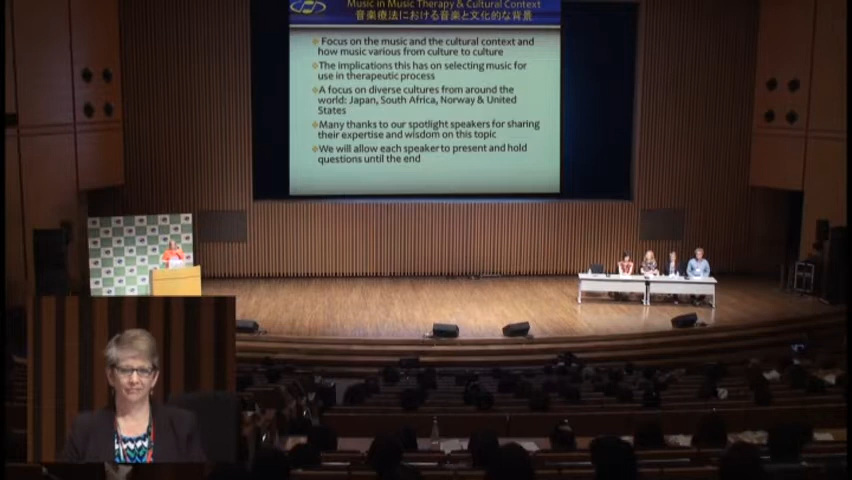 Music in Music Therapy & Cultural Context
音楽療法における音楽と文化的な背景
Focus on the music and the cultural context and
how music various from culture to culture
The implications this has on selecting music for
use in therapeutic process
A focus on diverse cultures from around the
world: Japan, South Africa, Norway & United
States
Many thanks to our spotlight speakers for sharing
their expertise and wisdom on this topic
We will allow each speaker to present and hold
questions until the end